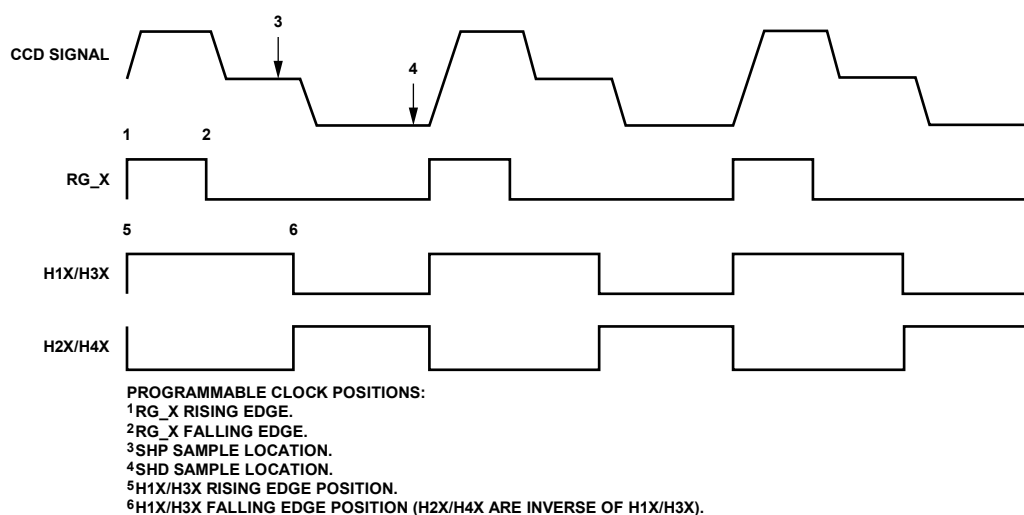 3
CCD SIGNAL
4
1 2
RG_X
5 6
H1X/H3X
H2X/H4X
PROGRAMMABLE CLOCK POSITIONS:
1RG_X RISING EDGE.
2RG_X FALLING EDGE.
3SHP SAMPLE LOCATION.
4SHD SAMPLE LOCATION.
5H1X/H3X RISING EDGE POSITION.
6H1X/H3X FALLING EDGE POSITION (H2X/H4X ARE INVERSE OF H1X/H3X).